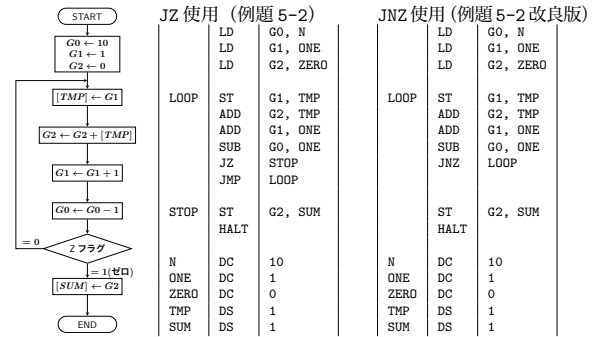 START
G0 ← 10
G1 ← 1
G2 ← 0
[TMP] ← G1
G2 ← G2 + [TMP]
G1 ← G1 + 1
G0 ← G0 − 1
= 0
Z フラグ
= 1(ゼロ)
[SUM] ← G2
END
JZ 使用 (例題 5-2)
LD G0, N
LD G1, ONE
LD G2, ZERO
LOOP ST G1, TMP
ADD G2, TMP
ADD G1, ONE
SUB G0, ONE
JZ STOP
JMP LOOP
STOP ST G2, SUM
HALT
N DC 10
ONE DC 1
ZERO DC 0
TMP DS 1
SUM DS 1
JNZ 使用 (例題 5-2 改良版)
LD G0, N
LD G1, ONE
LD G2, ZERO
LOOP ST G1, TMP
ADD G2, TMP
ADD G1, ONE
SUB G0, ONE
JNZ LOOP
ST G2, SUM
HALT
N DC 10
ONE DC 1
ZERO DC 0
TMP DS 1
SUM DS 1